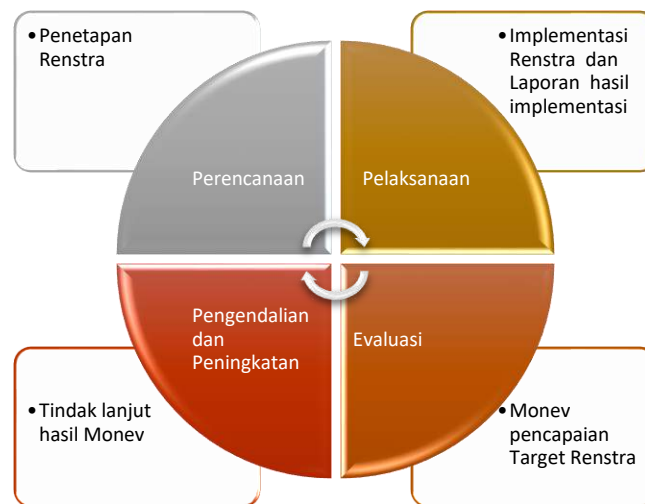 •Penetapan
Renstra
•Implementasi
Renstra dan
Laporan hasil
implementasi
Perencanaan
Pelaksanaan
Pengendalian
dan
Peningkatan
Evaluasi
•Tindak lanjut
hasil Monev
•Monev
pencapaian
Target Renstra